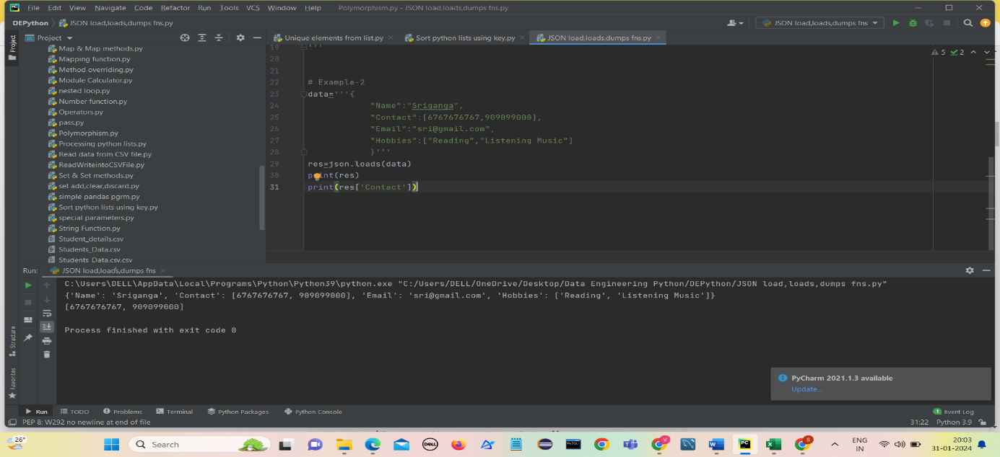 File Edit View Navigate Code Refactor Run Tools VCS Window Help Polymorphism.py - JSON load,loads,dumps fns.py
DEPython JSON load,loads,dumps fns.py JSON load,loads,dumps fns
Project
Project
Unique elements from list.py Sort python lists using key.py JSON load,loads,dumps fns.py
5 2
Map & Map methods.py
Mapping function.py
Method overriding.py
Module Calculator.py
nested loop.py
Number function.py
Operators.py
pass.py
Polymorphism.py
Processing python lists.py
Read data from CSV file.py
ReadWriteintoCSVFile.py
Set & Set methods.py
set add,clear,discard.py
simple pandas pgrm.py
Sort python lists using key.py
special parameters.py
String Function.py
Student_details.csv
Students_Data.csv
Students_Data.csv.csv
19 '''
20
21
22 # Example-2
23 data='''{
24 "Name":"Sriganga",
25 "Contact":[6767676767,909099000],
26 "Email":"sri@gmail.com",
27 "Hobbies":["Reading","Listening Music"]
28 }'''
29 res=json.loads(data)
30 print(res)
31 print(res['Contact'])
Run: JSON load,loads,dumps fns
C:\Users\DELL\AppData\Local\Programs\Python\Python39\python.exe "C:/Users/DELL/OneDrive/Desktop/Data Engineering Python/DEPython/JSON load,loads,dumps fns.py"
{'Name': 'Sriganga', 'Contact': [6767676767, 909099000], 'Email': 'sri@gmail.com', 'Hobbies': ['Reading', 'Listening Music']}
[6767676767, 909099000]
Process finished with exit code 0
Structure
Favorites
PyCharm 2021.1.3 available
Update...
Run TODO Problems Terminal Python Packages Python Console 1 Event Log
PEP 8: W292 no newline at end of file 31:22 Python 3.9
26° Search DELL ENG 20:03
IN 31-01-2024